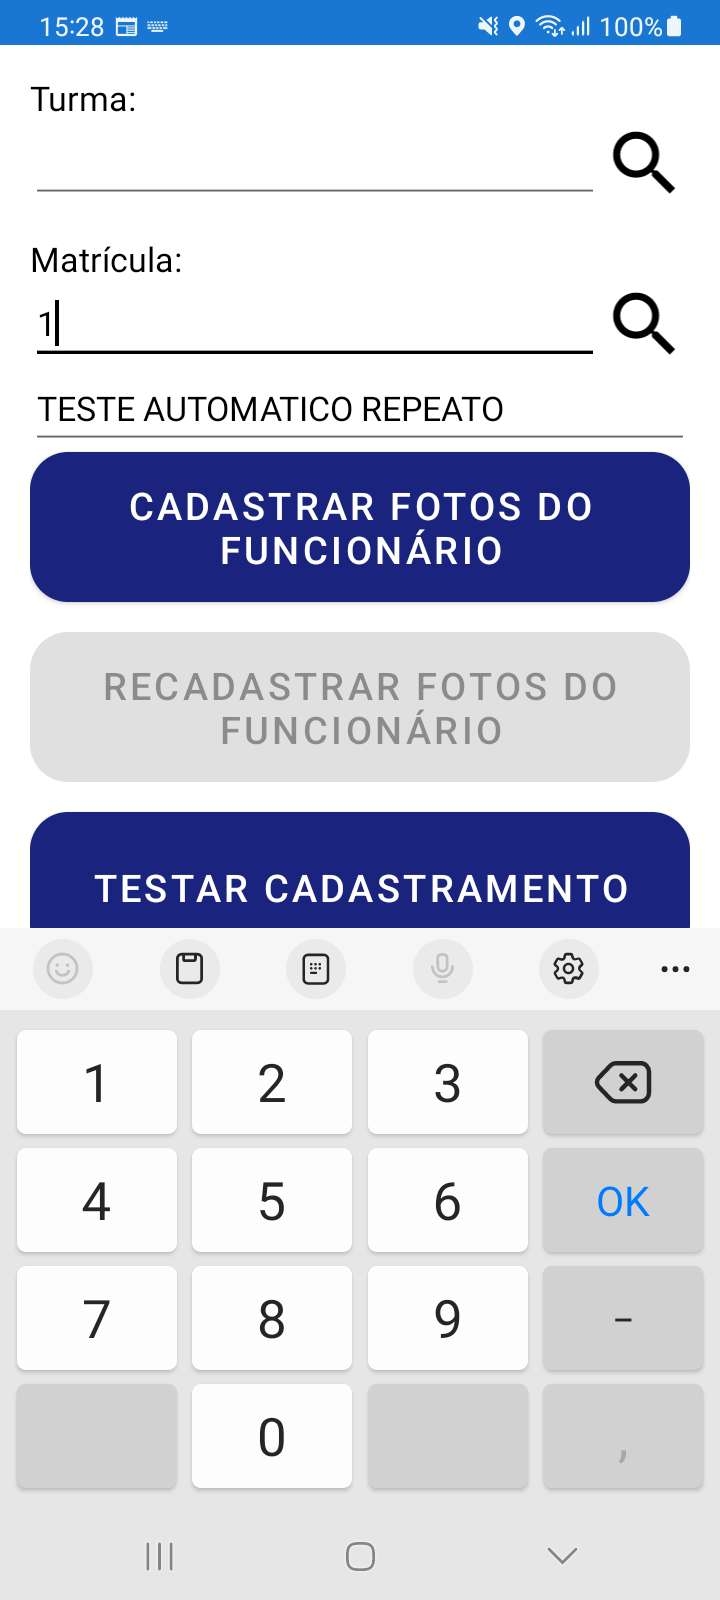 15:28 100%
Turma:
Matrícula:
1
TESTE AUTOMATICO REPEATO
CADASTRAR FOTOS DO
FUNCIONÁRIO
RECADASTRAR FOTOS DO
FUNCIONÁRIO
TESTAR CADASTRAMENTO
1 2 3
4 5 6 OK
7 8 9 -
0 ,